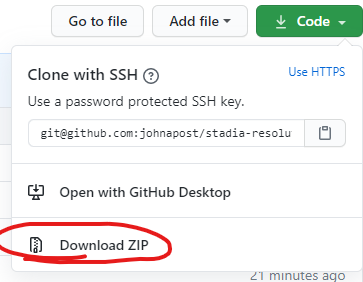 Go to file
Add file
Code
Clone with SSH ?
Use HTTPS
Use a password protected SSH key.
git@github.com:johnapost/stadia-resolu
Open with GitHub Desktop
Download ZIP
21 minutes ago